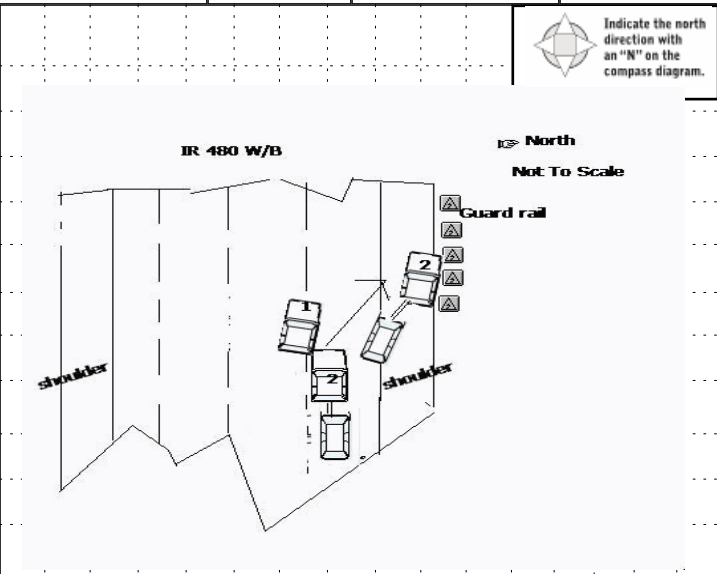 Indicate the north
direction with
an “N” on the
compass diagram.
North
IR 480 W/B
Not To Scale
Guard rail
2
1
shoulder
2
shoulder